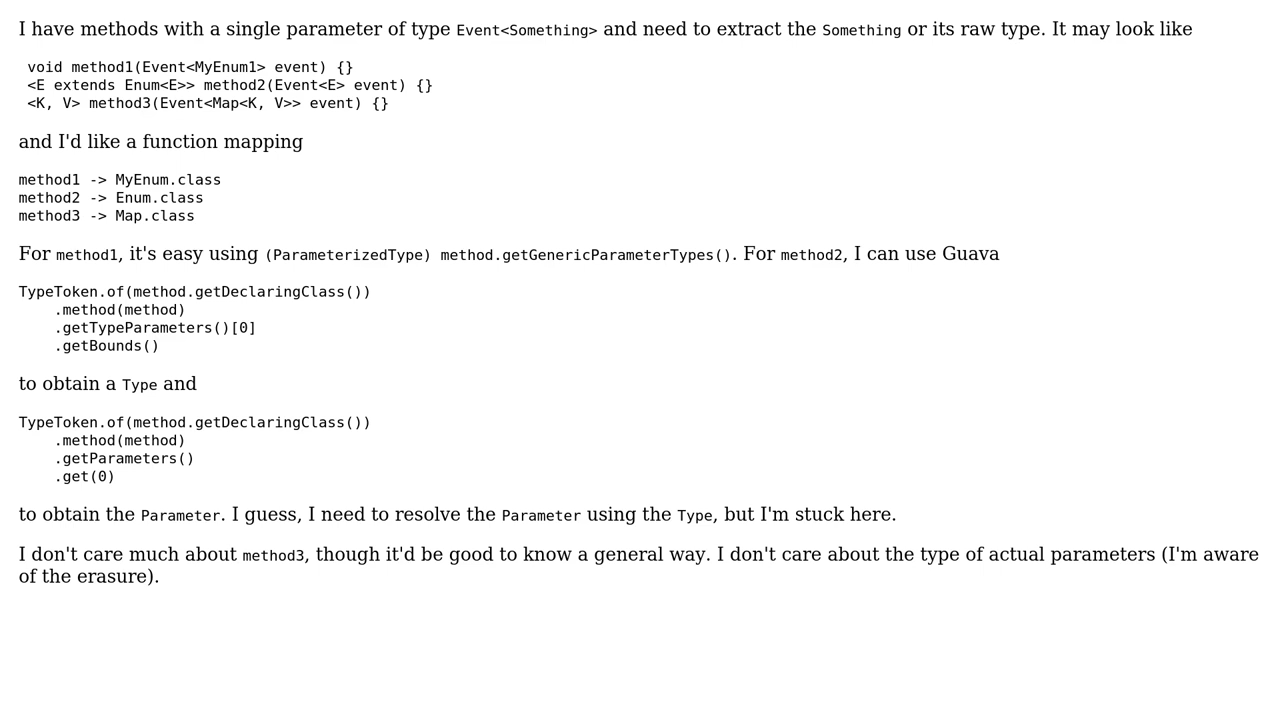 I have methods with a single parameter of type Event<Something> and need to extract the Something or its raw type. It may look like
void method1(Event<MyEnum1> event) {}
<E extends Enum<E>> method2(Event<E> event) {}
<K, V> method3(Event<Map<K, V>> event) {}
and I'd like a function mapping
method1 -> MyEnum.class
method2 -> Enum.class
method3 -> Map.class
For method1, it's easy using (ParameterizedType) method.getGenericParameterTypes(). For method2, I can use Guava
TypeToken.of(method.getDeclaringClass())
    .method(method)
    .getTypeParameters()[0]
    .getBounds()
to obtain a Type and
TypeToken.of(method.getDeclaringClass())
    .method(method)
    .getParameters()
    .get(0)
to obtain the Parameter. I guess, I need to resolve the Parameter using the Type, but I'm stuck here.
I don't care much about method3, though it'd be good to know a general way. I don't care about the type of actual parameters (I'm aware
of the erasure).